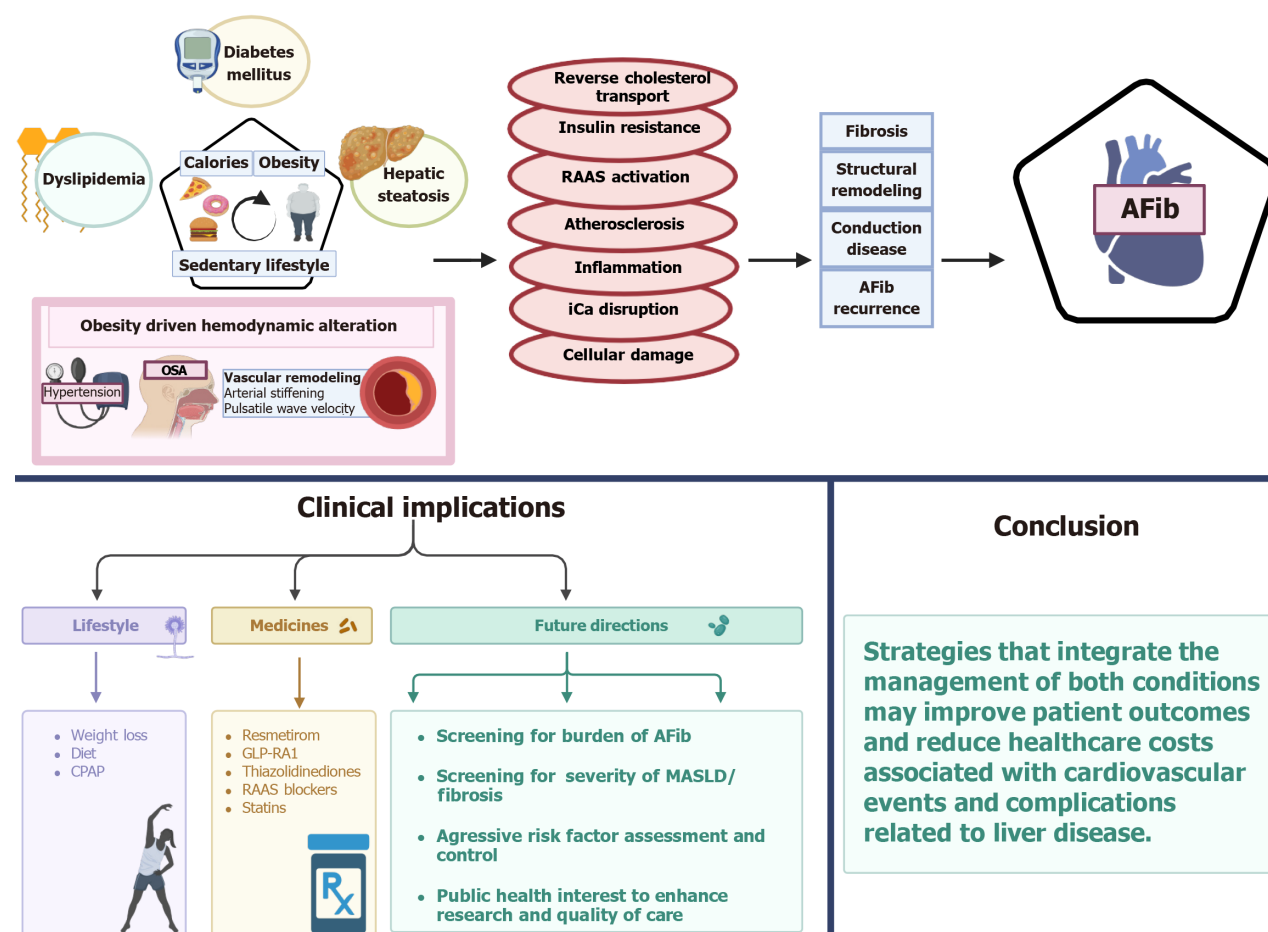 Diabetes
mellitus
Dyslipidemia
Calories
Obesity
Sedentary lifestyle
Hepatic
steatosis
Obesity driven hemodynamic alteration
Hypertension
OSA
Vascular remodeling
Arterial stiffening
Pulsatile wave velocity
Reverse cholesterol
transport
Insulin resistance
RAAS activation
Atherosclerosis
Inflammation
iCa disruption
Cellular damage
Fibrosis
Structural
remodeling
Conduction
disease
AFib
recurrence
AFib
Clinical implications
Lifestyle
• Weight loss
• Diet
• CPAP
Medicines
• Resmetirom
• GLP-RA1
• Thiazolidinediones
• RAAS blockers
• Statins
Rx
Future directions
• Screening for burden of AFib
• Screening for severity of MASLD/
fibrosis
• Agressive risk factor assessment and
control
• Public health interest to enhance
research and quality of care
Conclusion
Strategies that integrate the
management of both conditions
may improve patient outcomes
and reduce healthcare costs
associated with cardiovascular
events and complications
related to liver disease.